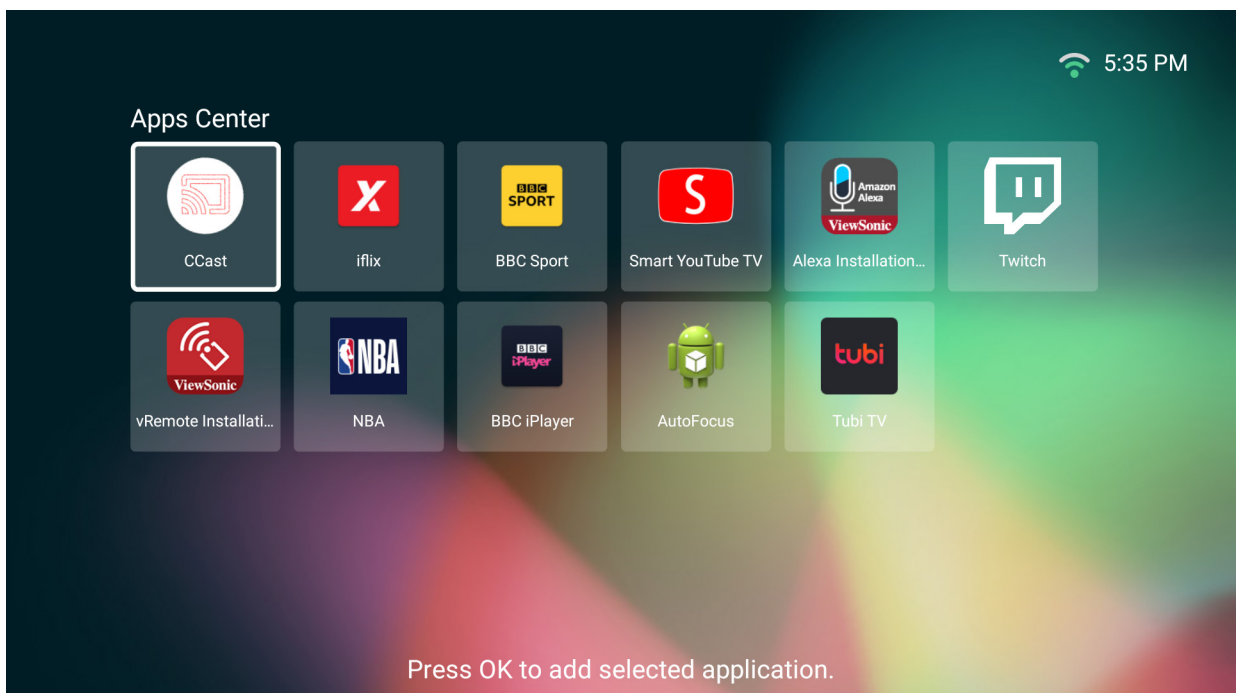 5:35 PM
Apps Center
X
BBC
SPORT
S
Amazon
Alexa
ViewSonic
CCast
iflix
BBC Sport
Smart YouTube TV
Alexa Installation...
Twitch
ViewSonic
NBA
BBC
iPlayer
tubi
vRemote Installati...
NBA
BBC iPlayer
AutoFocus
Tubi TV
Press OK to add selected application.